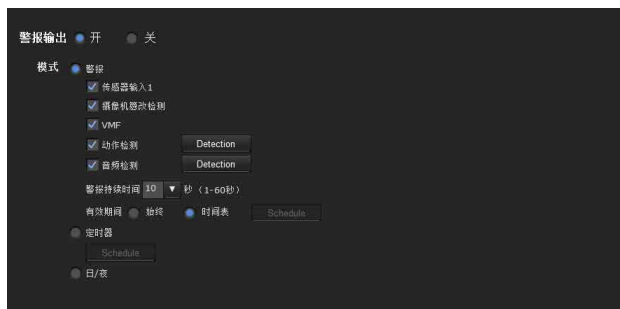 警报输出 开 关
模式 警报
传感器输入1
摄像机篡改检测
VMF
动作检测 Detection
音频检测 Detection
警报持续时间 10 秒（1-60秒）
有效期间 始终 时间表 Schedule
定时器
Schedule
日/夜